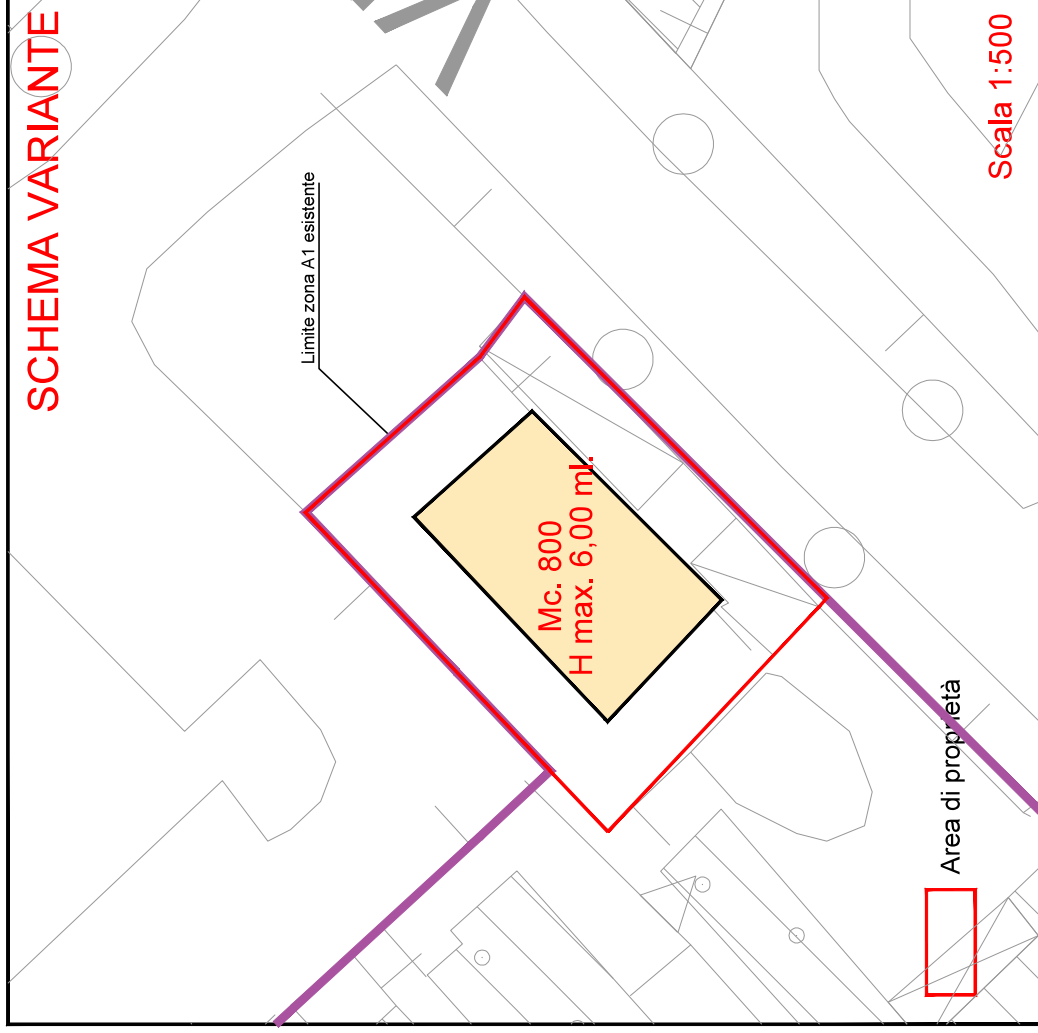 SCHEMA VARIANTE
Limite zona A1 esistente
Mc. 800
H max. 6,00 ml.
Area di proprietà
Scala 1:500